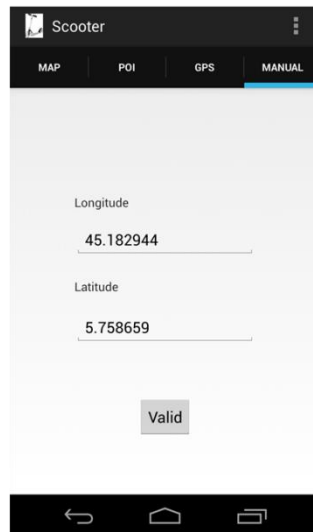 Scooter
MAP POI GPS MANUAL
Longitude
45.182944
Latitude
5.758659
Valid